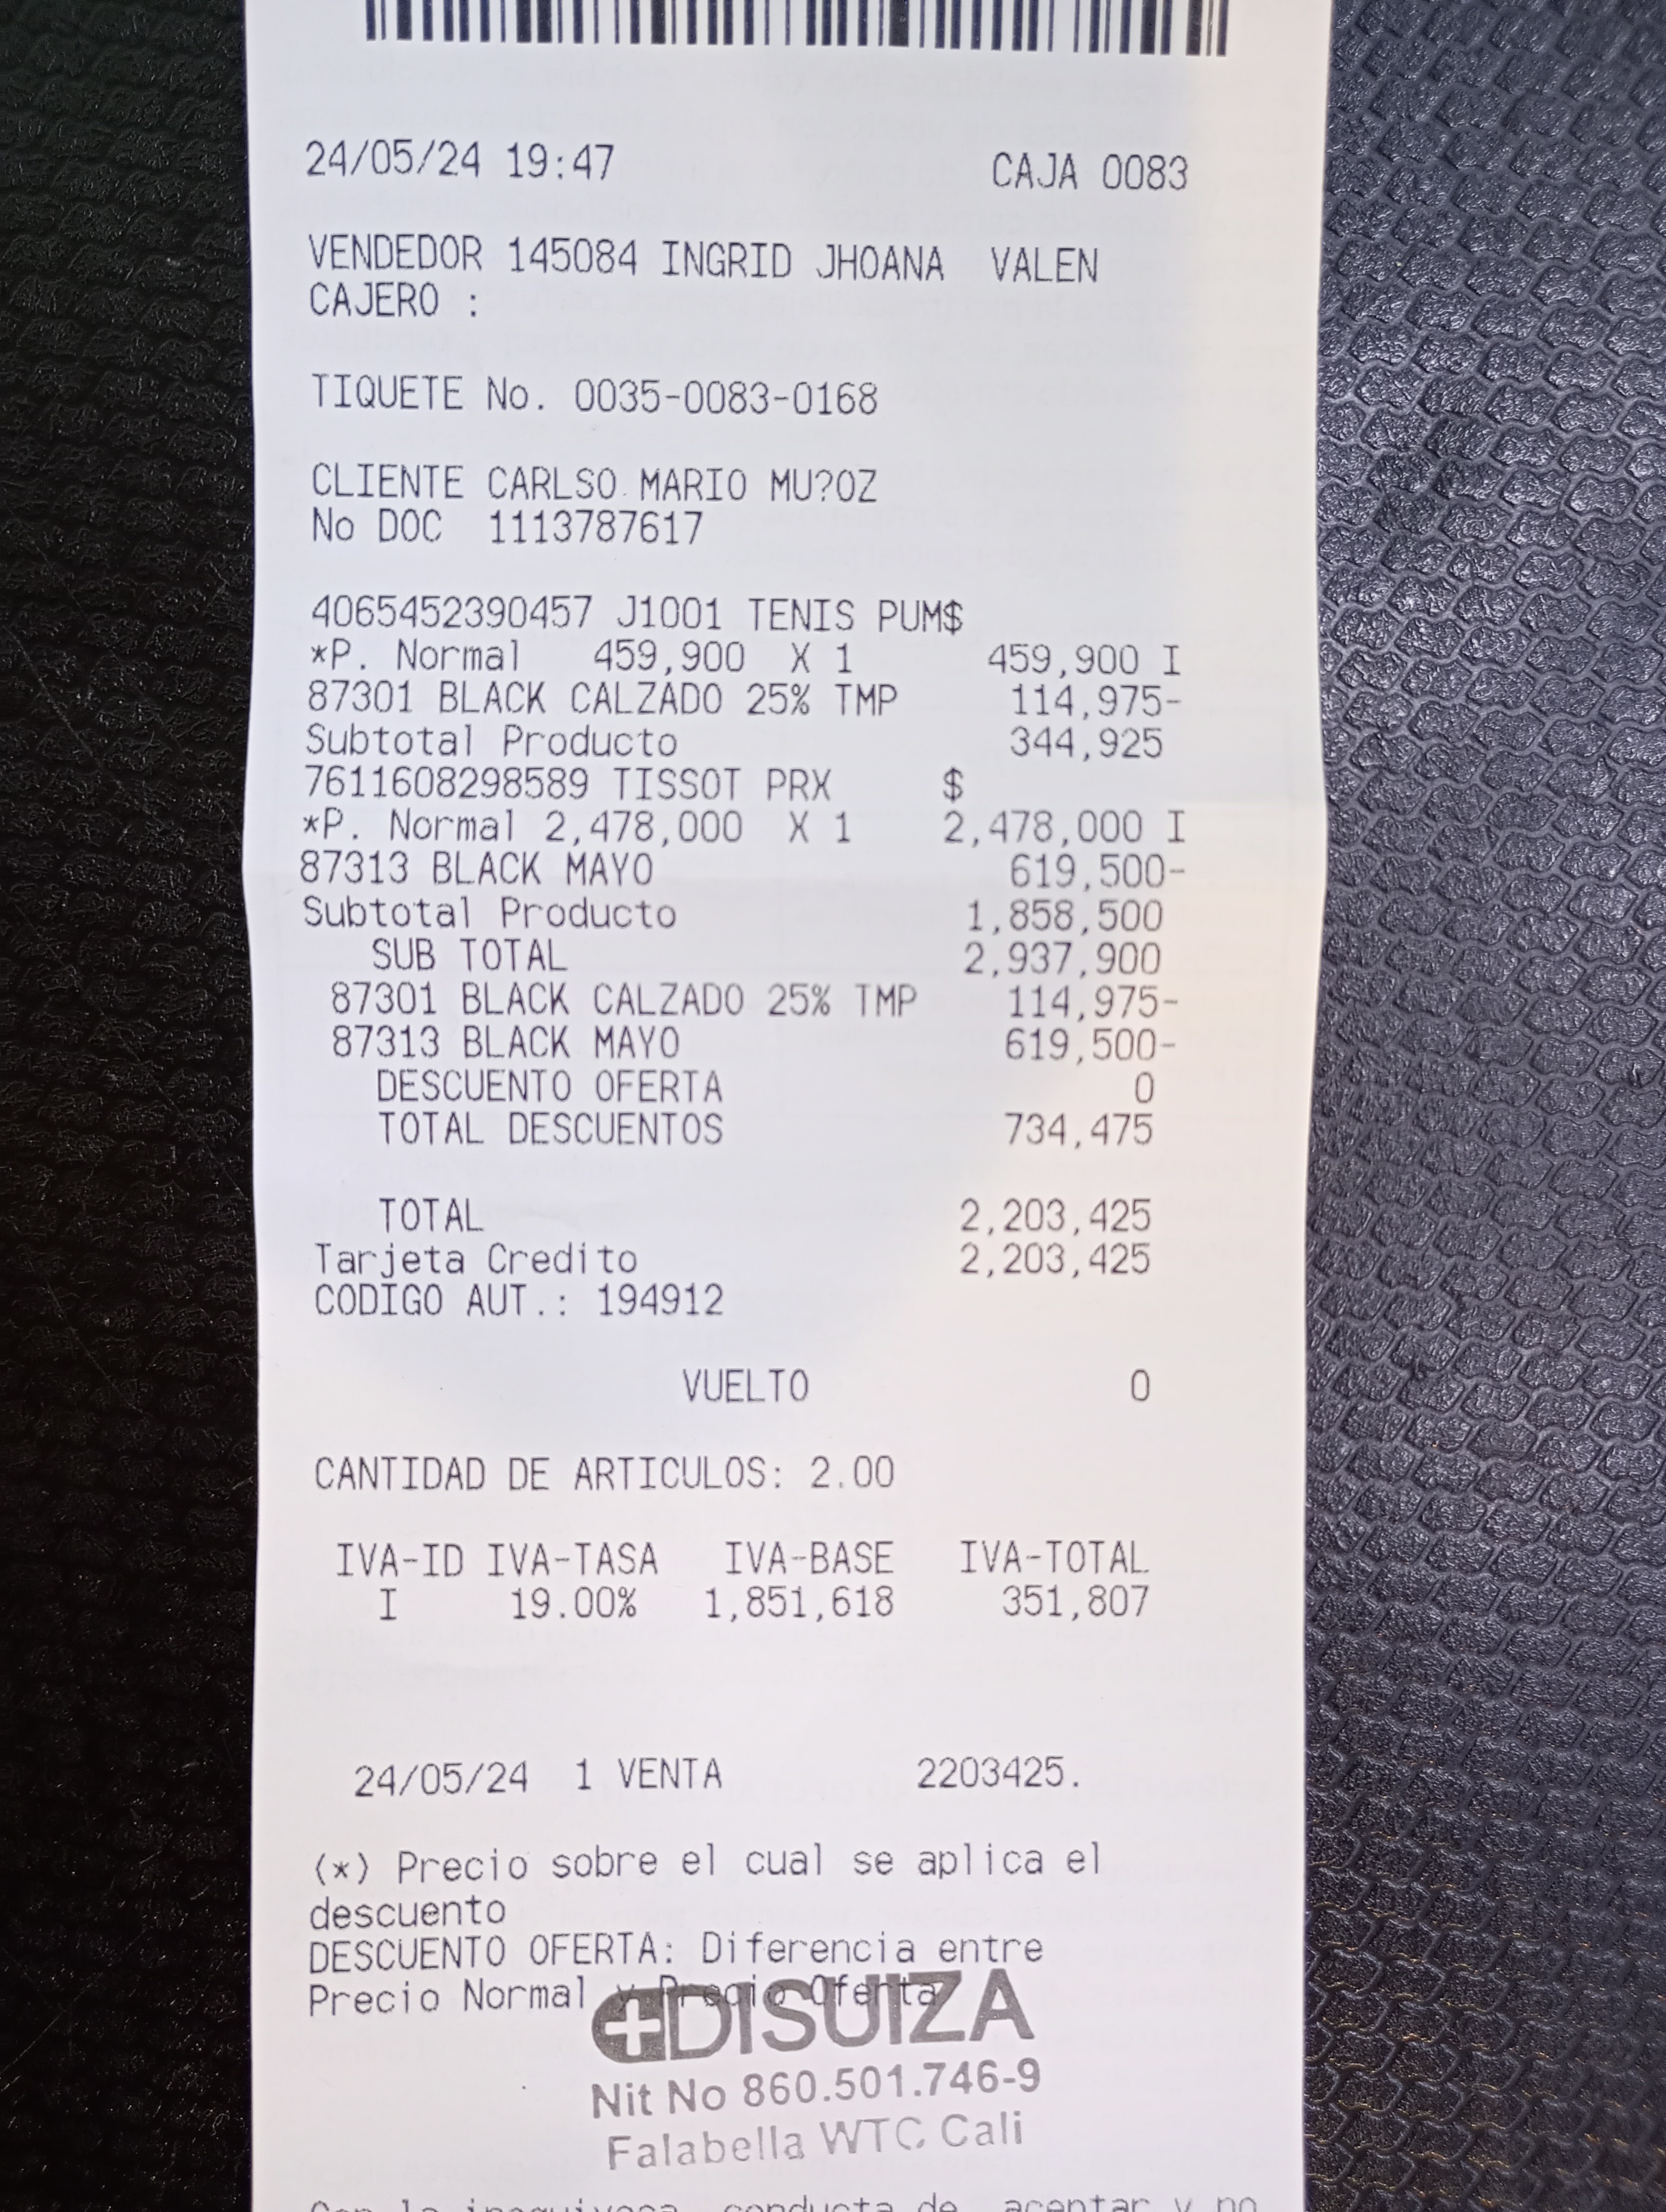 24/05/24 19:47 CAJA 0083
VENDEDOR 145084 INGRID JHOANA VALEN
CAJERO :
TIQUETE No. 0035-0083-0168
CLIENTE CARLSO MARIO MU?OZ
No DOC 1113787617
4065452390457 J1001 TENIS PUM$
*P. Normal 459,900 X 1 459,900 I
87301 BLACK CALZADO 25% TMP 114,975-
Subtotal Producto 344,925
7611608298589 TISSOT PRX $
*P. Normal 2,478,000 X 1 2,478,000 I
87313 BLACK MAYO 619,500-
Subtotal Producto 1,858,500
SUB TOTAL 2,937,900
87301 BLACK CALZADO 25% TMP 114,975-
87313 BLACK MAYO 619,500-
DESCUENTO OFERTA 0
TOTAL DESCUENTOS 734,475
TOTAL 2,203,425
Tarjeta Credito 2,203,425
CODIGO AUT.: 194912
VUELTO 0
CANTIDAD DE ARTICULOS: 2.00
IVA-ID IVA-TASA IVA-BASE IVA-TOTAL
I 19.00% 1,851,618 351,807
24/05/24 1 VENTA 2203425.
(*) Precio sobre el cual se aplica el
descuento
DESCUENTO OFERTA: Diferencia entre
Precio Normal y Precio Oferta
DISUIZA
Nit No 860.501.746-9
Falabella WTC Cali
conducta de aceptar y no